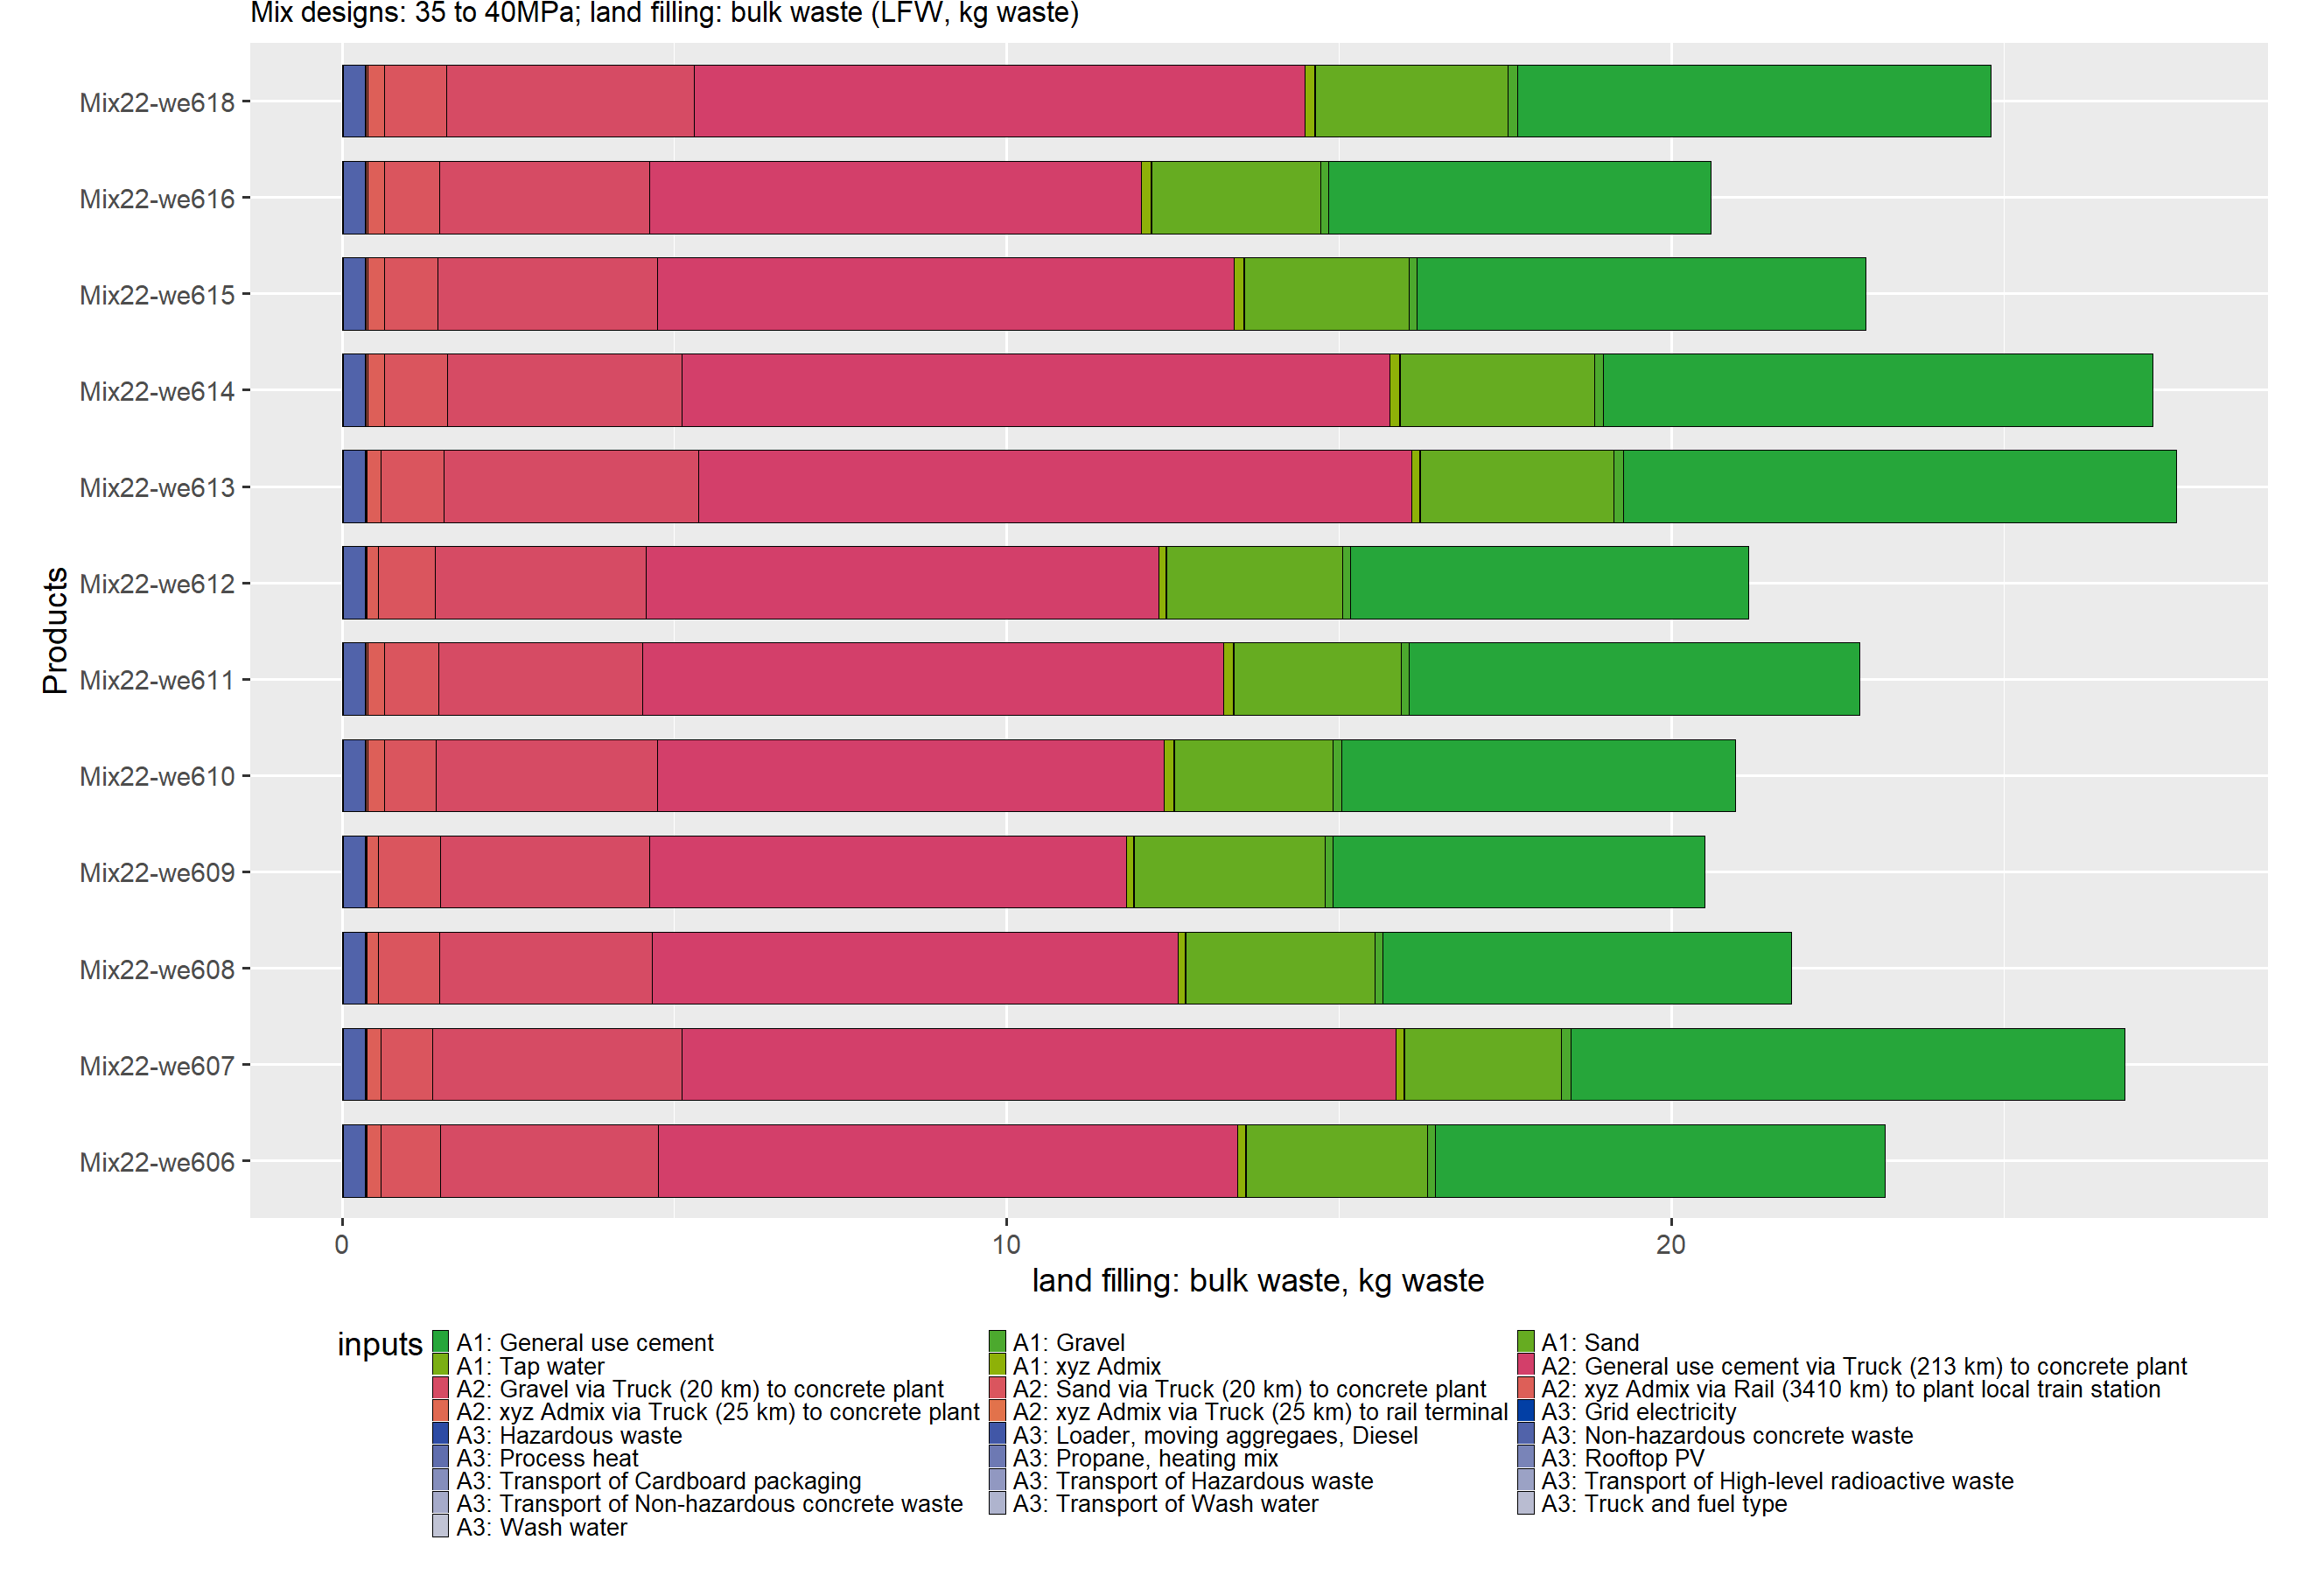 Mix designs: 35 to 40MPa; land filling: bulk waste (LFW, kg waste)
Products
Mix22-we618
Mix22-we616
Mix22-we615
Mix22-we614
Mix22-we613
Mix22-we612
Mix22-we611
Mix22-we610
Mix22-we609
Mix22-we608
Mix22-we607
Mix22-we606
0 10 20
land filling: bulk waste, kg waste
inputs
A1: General use cement A1: Gravel A1: Sand
A1: Tap water A1: xyz Admix A2: General use cement via Truck (213 km) to concrete plant
A2: Gravel via Truck (20 km) to concrete plant A2: Sand via Truck (20 km) to concrete plant A2: xyz Admix via Rail (3410 km) to plant local train station
A2: xyz Admix via Truck (25 km) to concrete plant A2: xyz Admix via Truck (25 km) to rail terminal A3: Grid electricity
A3: Hazardous waste A3: Loader, moving aggregaes, Diesel A3: Non-hazardous concrete waste
A3: Process heat A3: Propane, heating mix A3: Rooftop PV
A3: Transport of Cardboard packaging A3: Transport of Hazardous waste A3: Transport of High-level radioactive waste
A3: Transport of Non-hazardous concrete waste A3: Transport of Wash water A3: Truck and fuel type
A3: Wash water